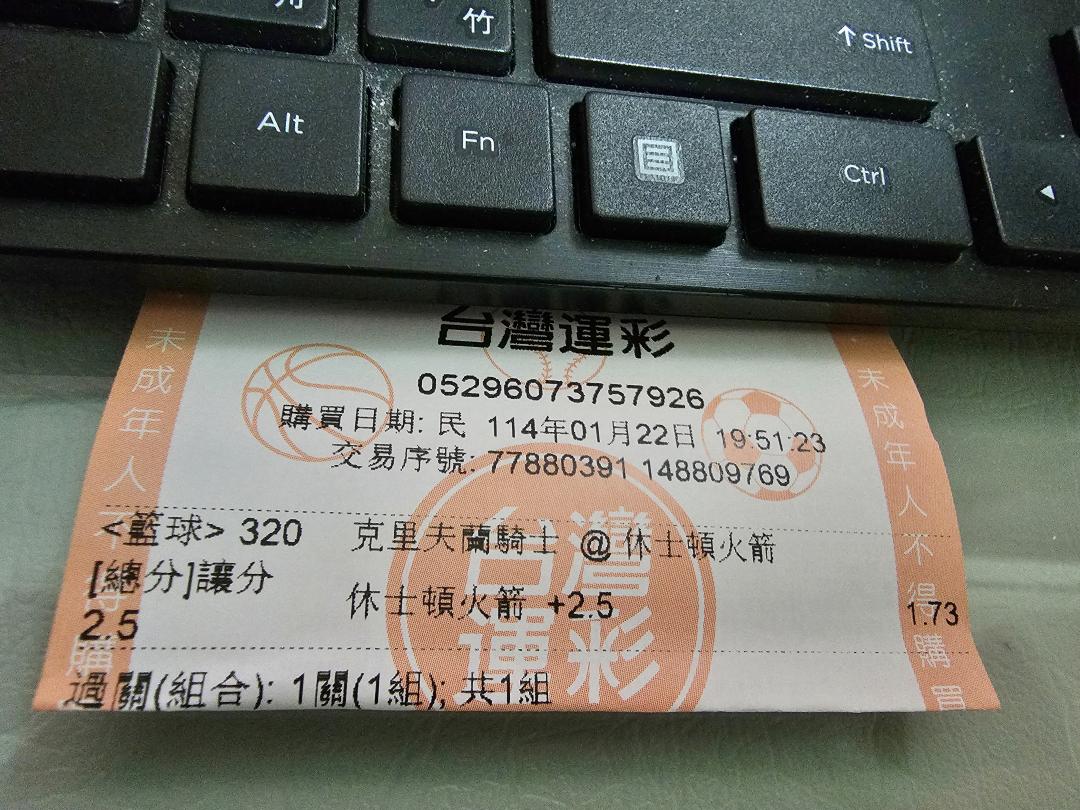 竹
↑ Shift
Alt
Fn
Ctrl
台灣運彩
05296073757926
購買日期: 民 114年01月22日 19:51:23
交易序號: 77880391 148809769
<籃球> 320 克里夫蘭騎士 @ 休士頓火箭
[總分]讓分
休士頓火箭 +2.5 1.73
2.5
過關(組合): 1關(1組); 共1組
台灣運彩
未成年人不得購
未成年人不得購買